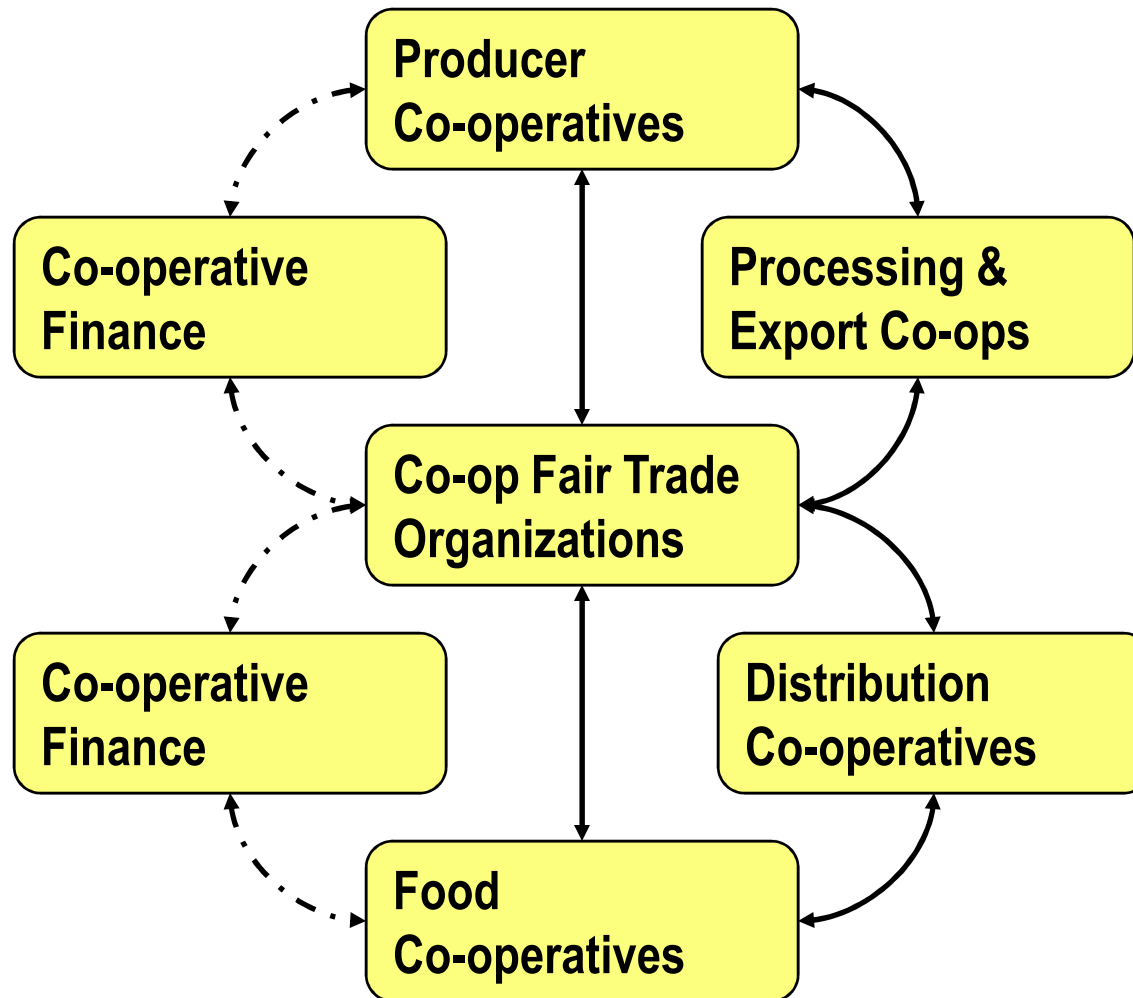 Producer
Co-operatives
Co-operative
Finance
Processing &
Export Co-ops
Co-op Fair Trade
Organizations
Co-operative
Finance
Distribution
Co-operatives
Food
Co-operatives